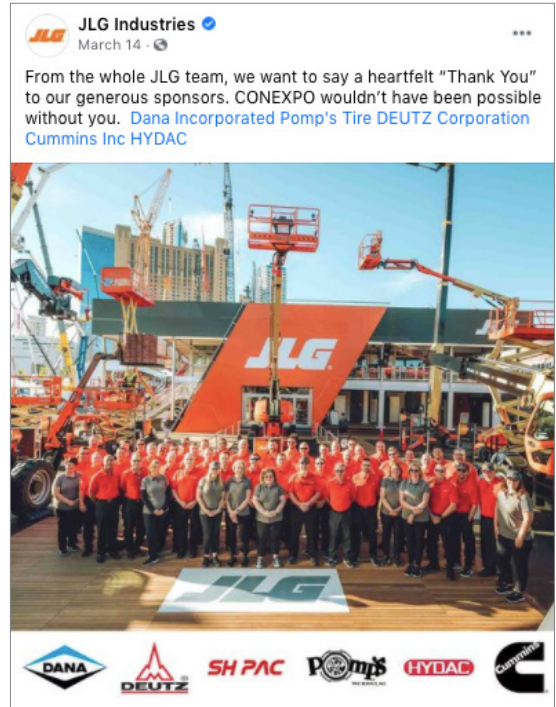 JLG
JLG Industries
March 14 ·
From the whole JLG team, we want to say a heartfelt “Thank You”
to our generous sponsors. CONEXPO wouldn’t have been possible
without you.  Dana Incorporated Pomp's Tire DEUTZ Corporation
Cummins Inc HYDAC
JLG
JLG
DANA
DEUTZ
SH PAC
Pomp's
HYDAC
Cummins